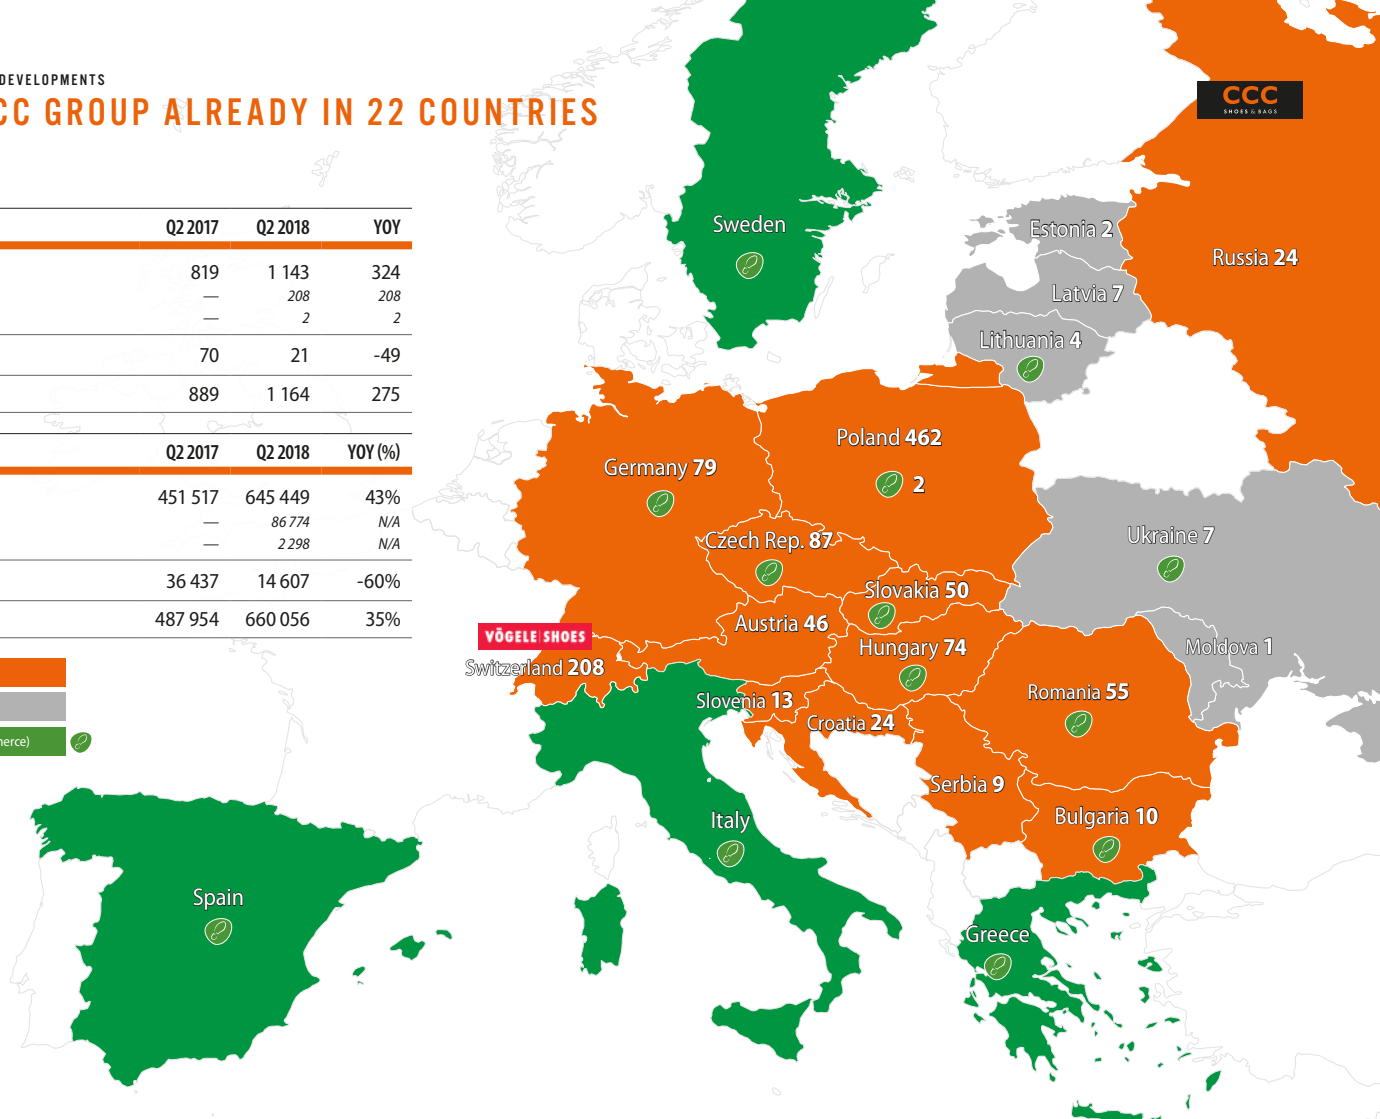 DEVELOPMENTS
CC GROUP ALREADY IN 22 COUNTRIES
CCC
SHOES & BAGS
Q2 2017 Q2 2018 YOY
819 1 143 324
— 208 208
— 2 2
70 21 -49
889 1 164 275
Q2 2017 Q2 2018 YOY (%)
451 517 645 449 43%
— 86 774 N/A
— 2 298 N/A
36 437 14 607 -60%
487 954 660 056 35%
merce)
Sweden
Estonia 2
Russia 24
Latvia 7
Lithuania 4
Poland 462
2
Germany 79
Czech Rep. 87
Ukraine 7
Slovakia 50
Austria 46
VÖGELE SHOES
Switzerland 208
Hungary 74
Moldova 1
Slovenia 13
Romania 55
Croatia 24
Serbia 9
Bulgaria 10
Italy
Spain
Greece